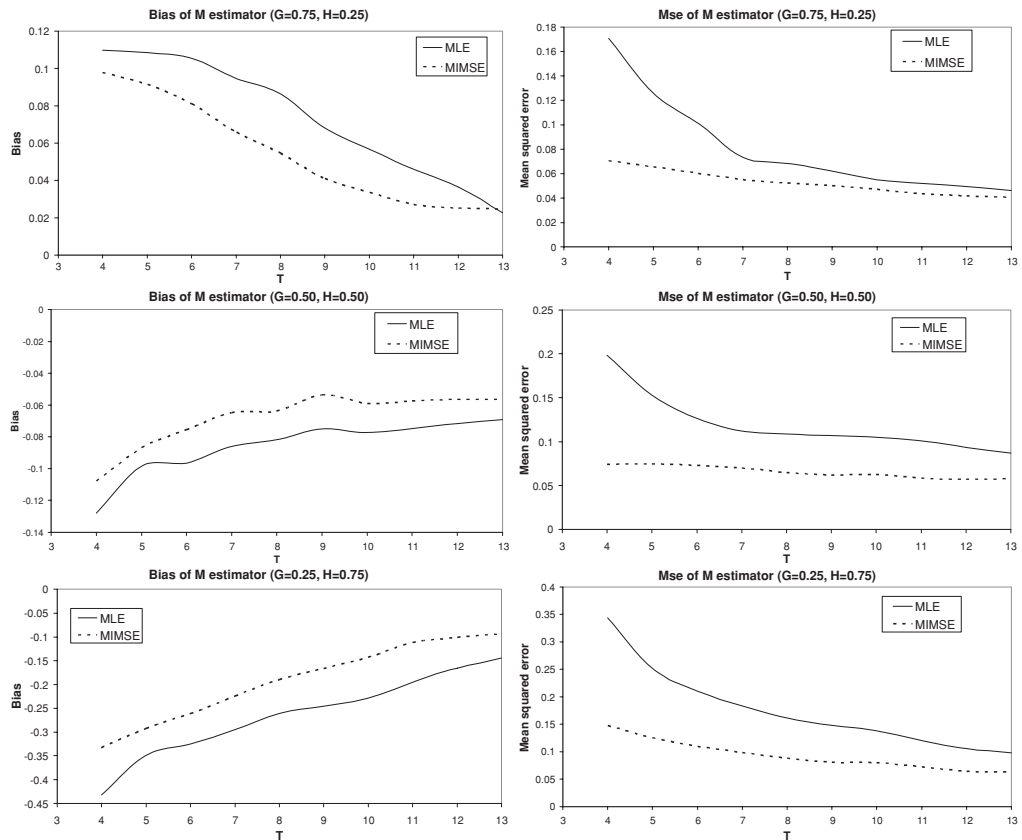 Bias of M estimator (G=0.75, H=0.25)
0.12
0.1
0.08
0.06
0.04
0.02
0
Bias
MLE
MIMSE
3 4 5 6 7 8 9 10 11 12 13
T
Mse of M estimator (G=0.75, H=0.25)
0.18
0.16
0.14
0.12
0.1
0.08
0.06
0.04
0.02
0
Mean squared error
MLE
MIMSE
3 4 5 6 7 8 9 10 11 12 13
T
Bias of M estimator (G=0.50, H=0.50)
0
-0.02
-0.04
-0.06
-0.08
-0.1
-0.12
-0.14
Bias
MLE
MIMSE
3 4 5 6 7 8 9 10 11 12 13
T
Mse of M estimator (G=0.50, H=0.50)
0.25
0.2
0.15
0.1
0.05
0
Mean squared error
MLE
MIMSE
3 4 5 6 7 8 9 10 11 12 13
T
Bias of M estimator (G=0.25, H=0.75)
0
-0.05
-0.1
-0.15
-0.2
-0.25
-0.3
-0.35
-0.4
-0.45
Bias
MLE
MIMSE
3 4 5 6 7 8 9 10 11 12 13
T
Mse of M estimator (G=0.25, H=0.75)
0.4
0.35
0.3
0.25
0.2
0.15
0.1
0.05
0
Mean squared error
MLE
MIMSE
3 4 5 6 7 8 9 10 11 12 13
T